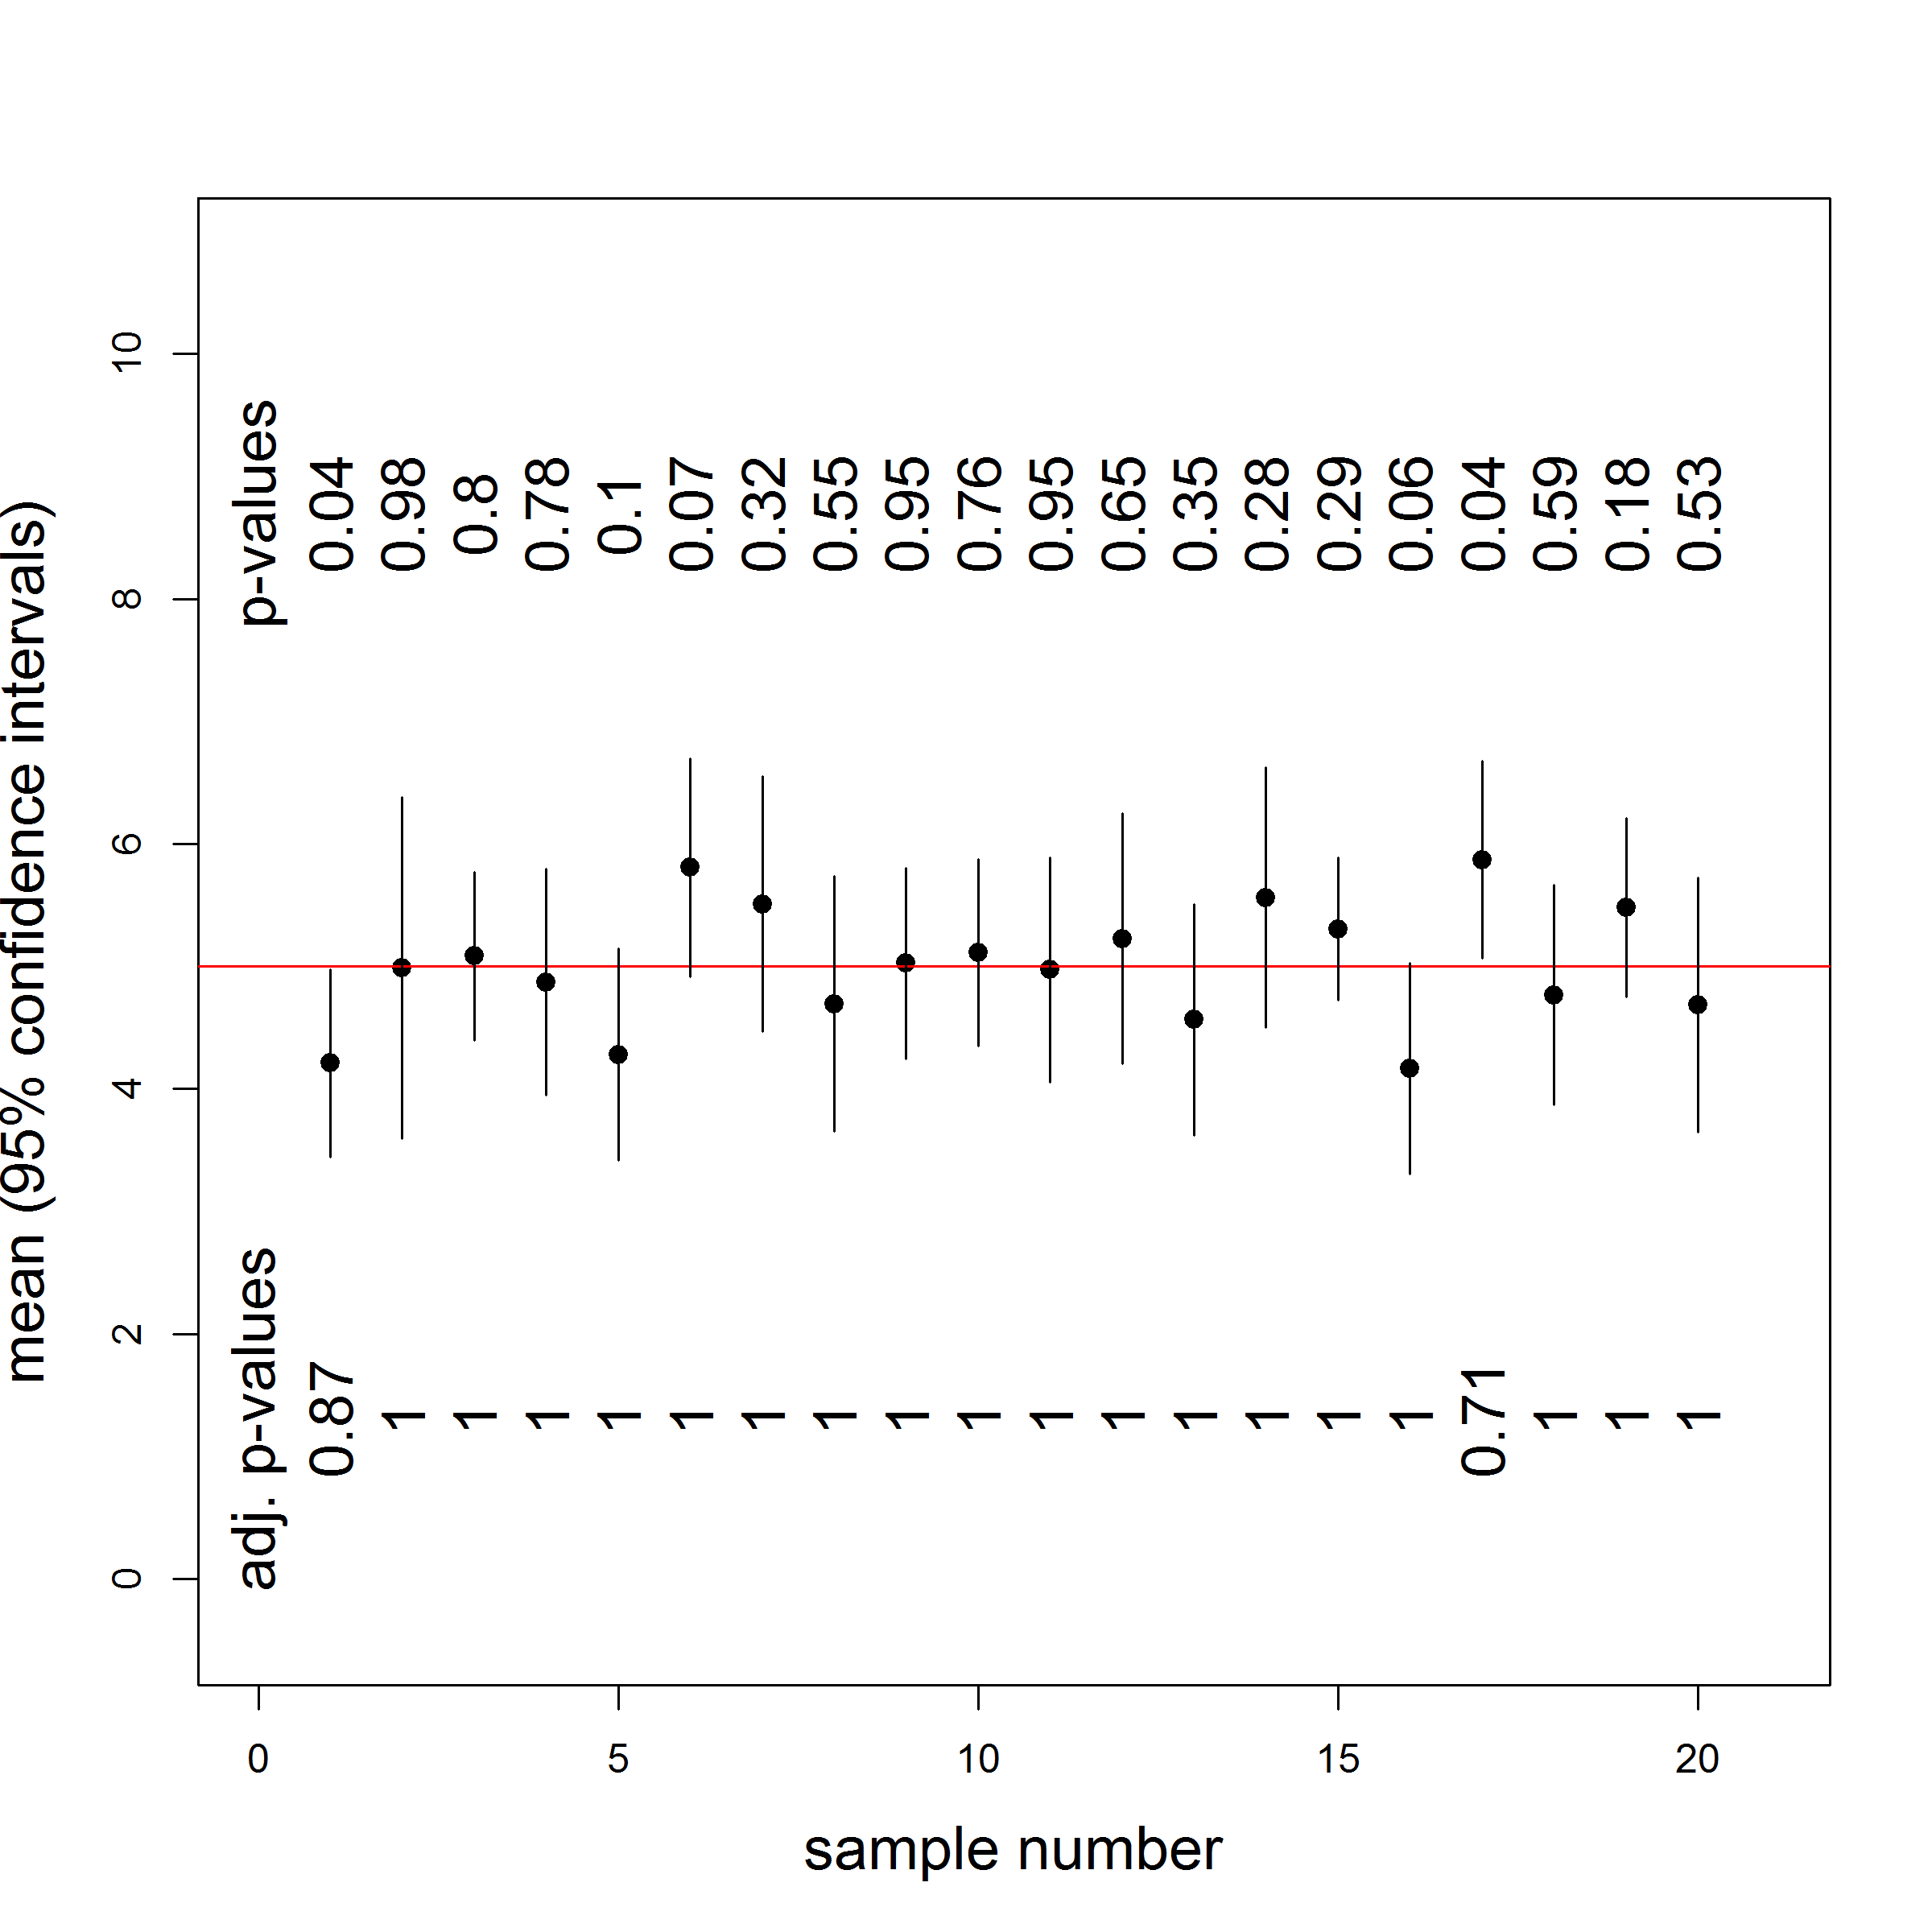 mean (95% confidence intervals)
10
8
6
4
2
0
p-values 0.04 0.98 0.8 0.78 0.1 0.07 0.32 0.55 0.95 0.76 0.95 0.65 0.35 0.28 0.29 0.06 0.04 0.59 0.18 0.53
adj. p-values 0.87 1 1 1 1 1 1 1 1 1 1 1 1 1 1 1 0.71 1 1 1
0 5 10 15 20
sample number